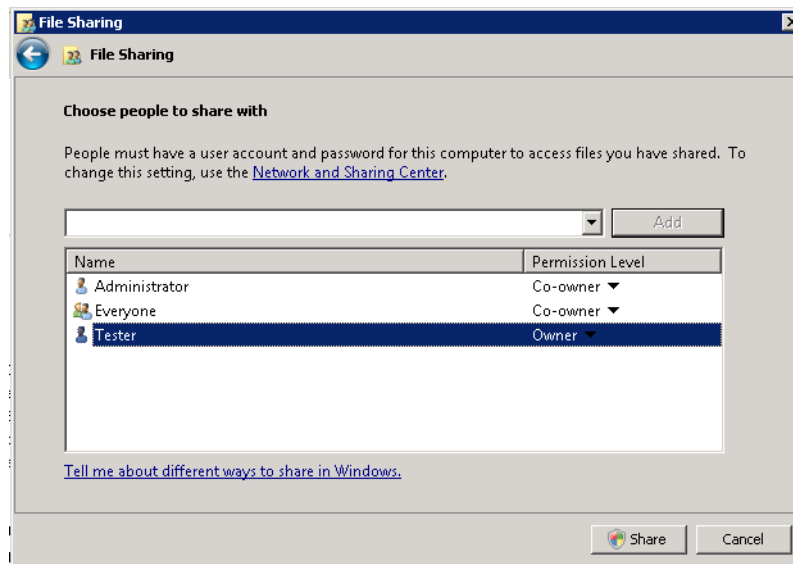 File Sharing
File Sharing
Choose people to share with
People must have a user account and password for this computer to access files you have shared. To
change this setting, use the Network and Sharing Center.
Add
Name Permission Level
Administrator Co-owner
Everyone Co-owner
Tester Owner
Tell me about different ways to share in Windows.
Share Cancel